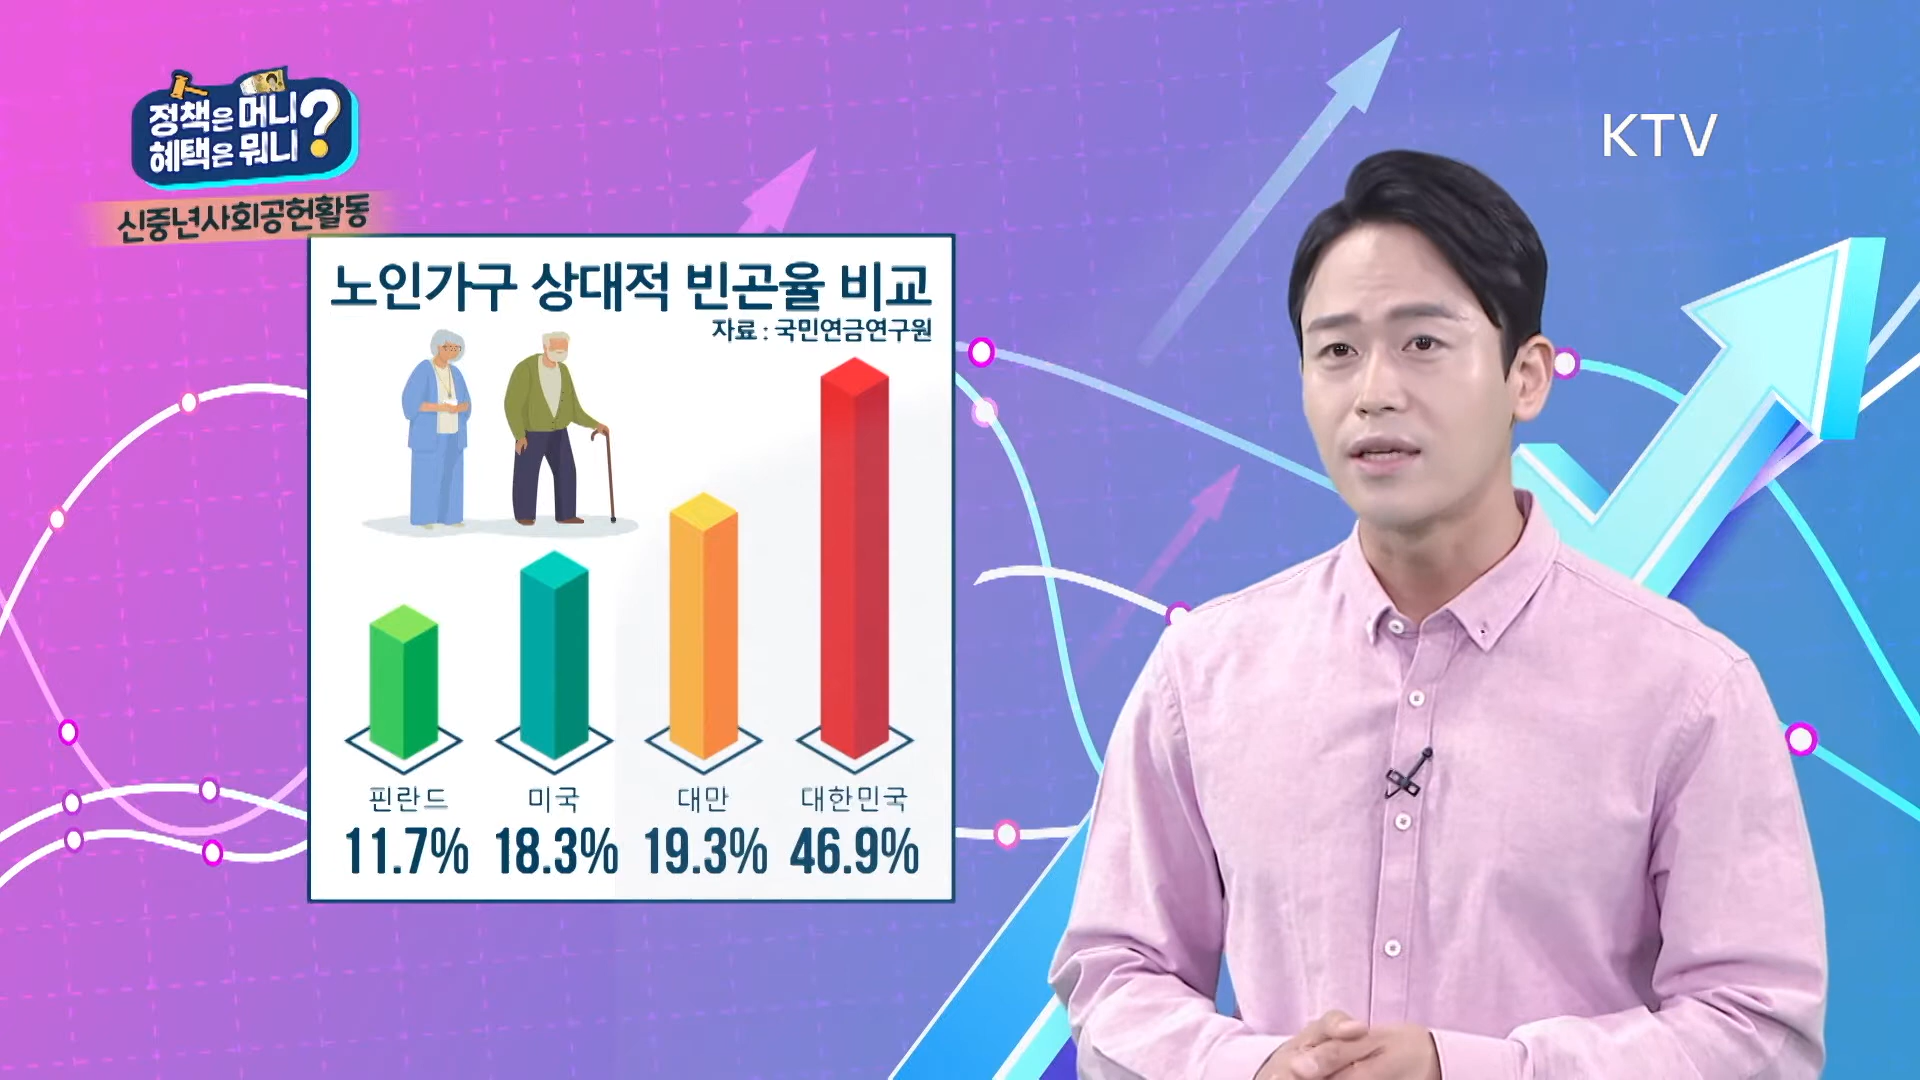 정책은 머니
혜택은 뭐니?
신중년사회공헌활동
KTV
노인가구 상대적 빈곤율 비교
자료 : 국민연금연구원
핀란드 미국 대만 대한민국
11.7% 18.3% 19.3% 46.9%